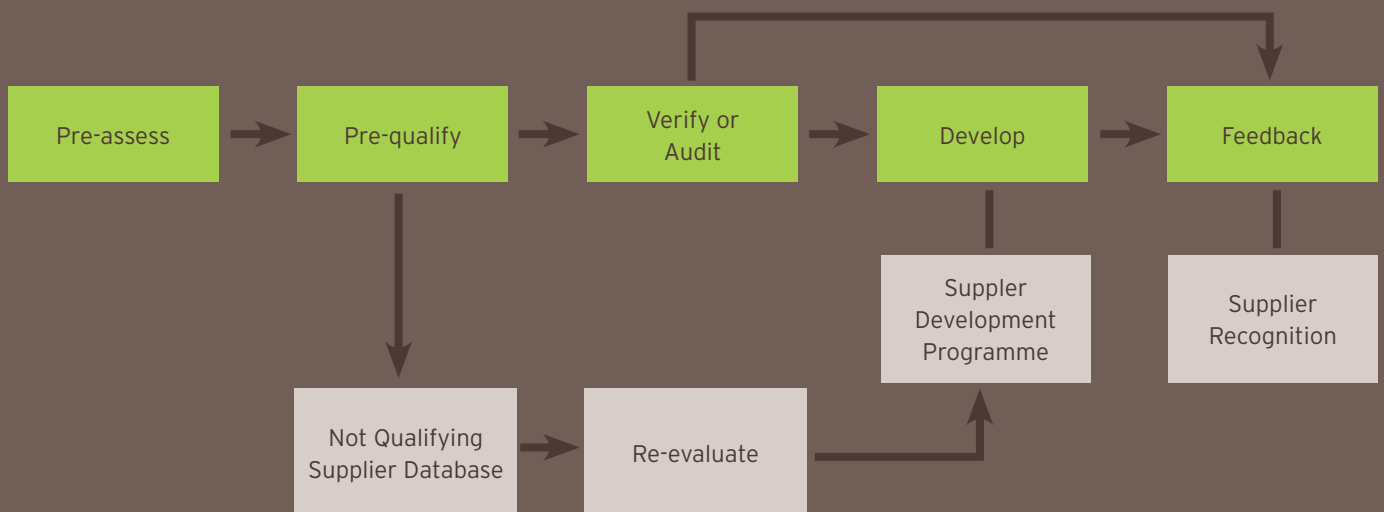 Pre-assess
Pre-qualify
Verify or
Audit
Develop
Feedback
Suppler
Development
Programme
Supplier
Recognition
Not Qualifying
Supplier Database
Re-evaluate